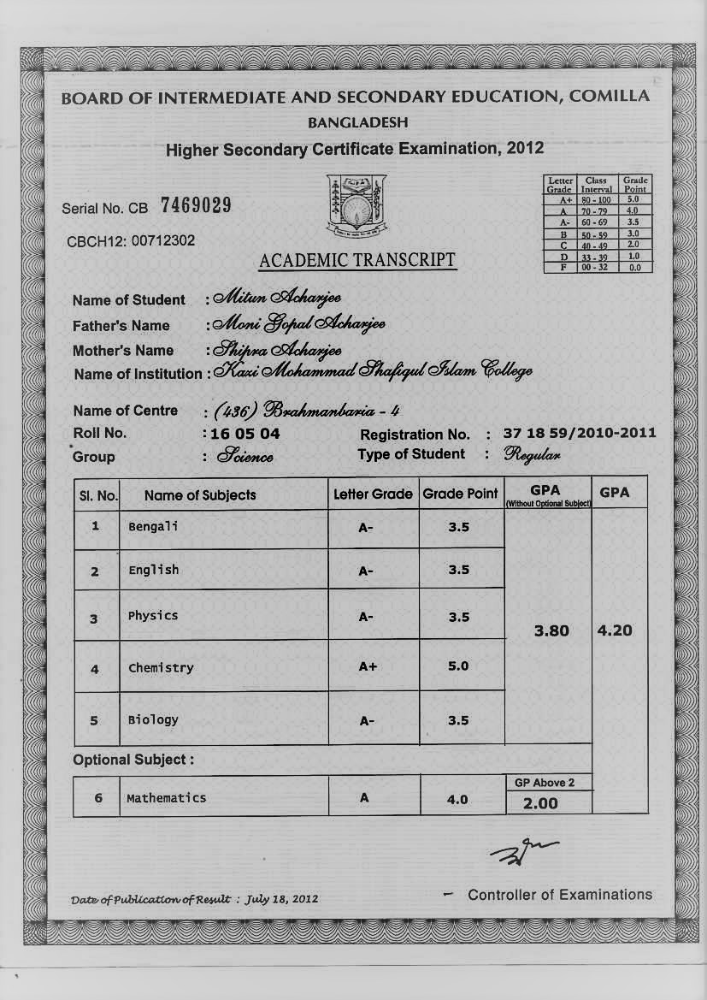 BOARD OF INTERMEDIATE AND SECONDARY EDUCATION, COMILLA
BANGLADESH
Higher Secondary Certificate Examination, 2012
Serial No. CB 7469029
CBCH12: 00712302
Letter Grade Class Interval Grade Point
A+ 80 - 100 5.0
A 70 - 79 4.0
A- 60 - 69 3.5
B 50 - 59 3.0
C 40 - 49 2.0
D 33 - 39 1.0
F 00 - 32 0.0
ACADEMIC TRANSCRIPT
Name of Student : Mitun Acharjee
Father's Name : Moni Gopal Acharjee
Mother's Name : Shipra Acharjee
Name of Institution : Kazi Mohammad Shafiqul Islam College
Name of Centre : (436) Brahmanbaria - 4
Roll No. : 16 05 04 Registration No. : 37 18 59/2010-2011
Group : Science Type of Student : Regular
Sl. No. Name of Subjects Letter Grade Grade Point GPA (Without Optional Subject) GPA
1 Bengali A- 3.5
2 English A- 3.5
3 Physics A- 3.5
3.80 4.20
4 Chemistry A+ 5.0
5 Biology A- 3.5
Optional Subject :
GP Above 2
6 Mathematics A 4.0 2.00
Date of Publication of Result : July 18, 2012
Controller of Examinations